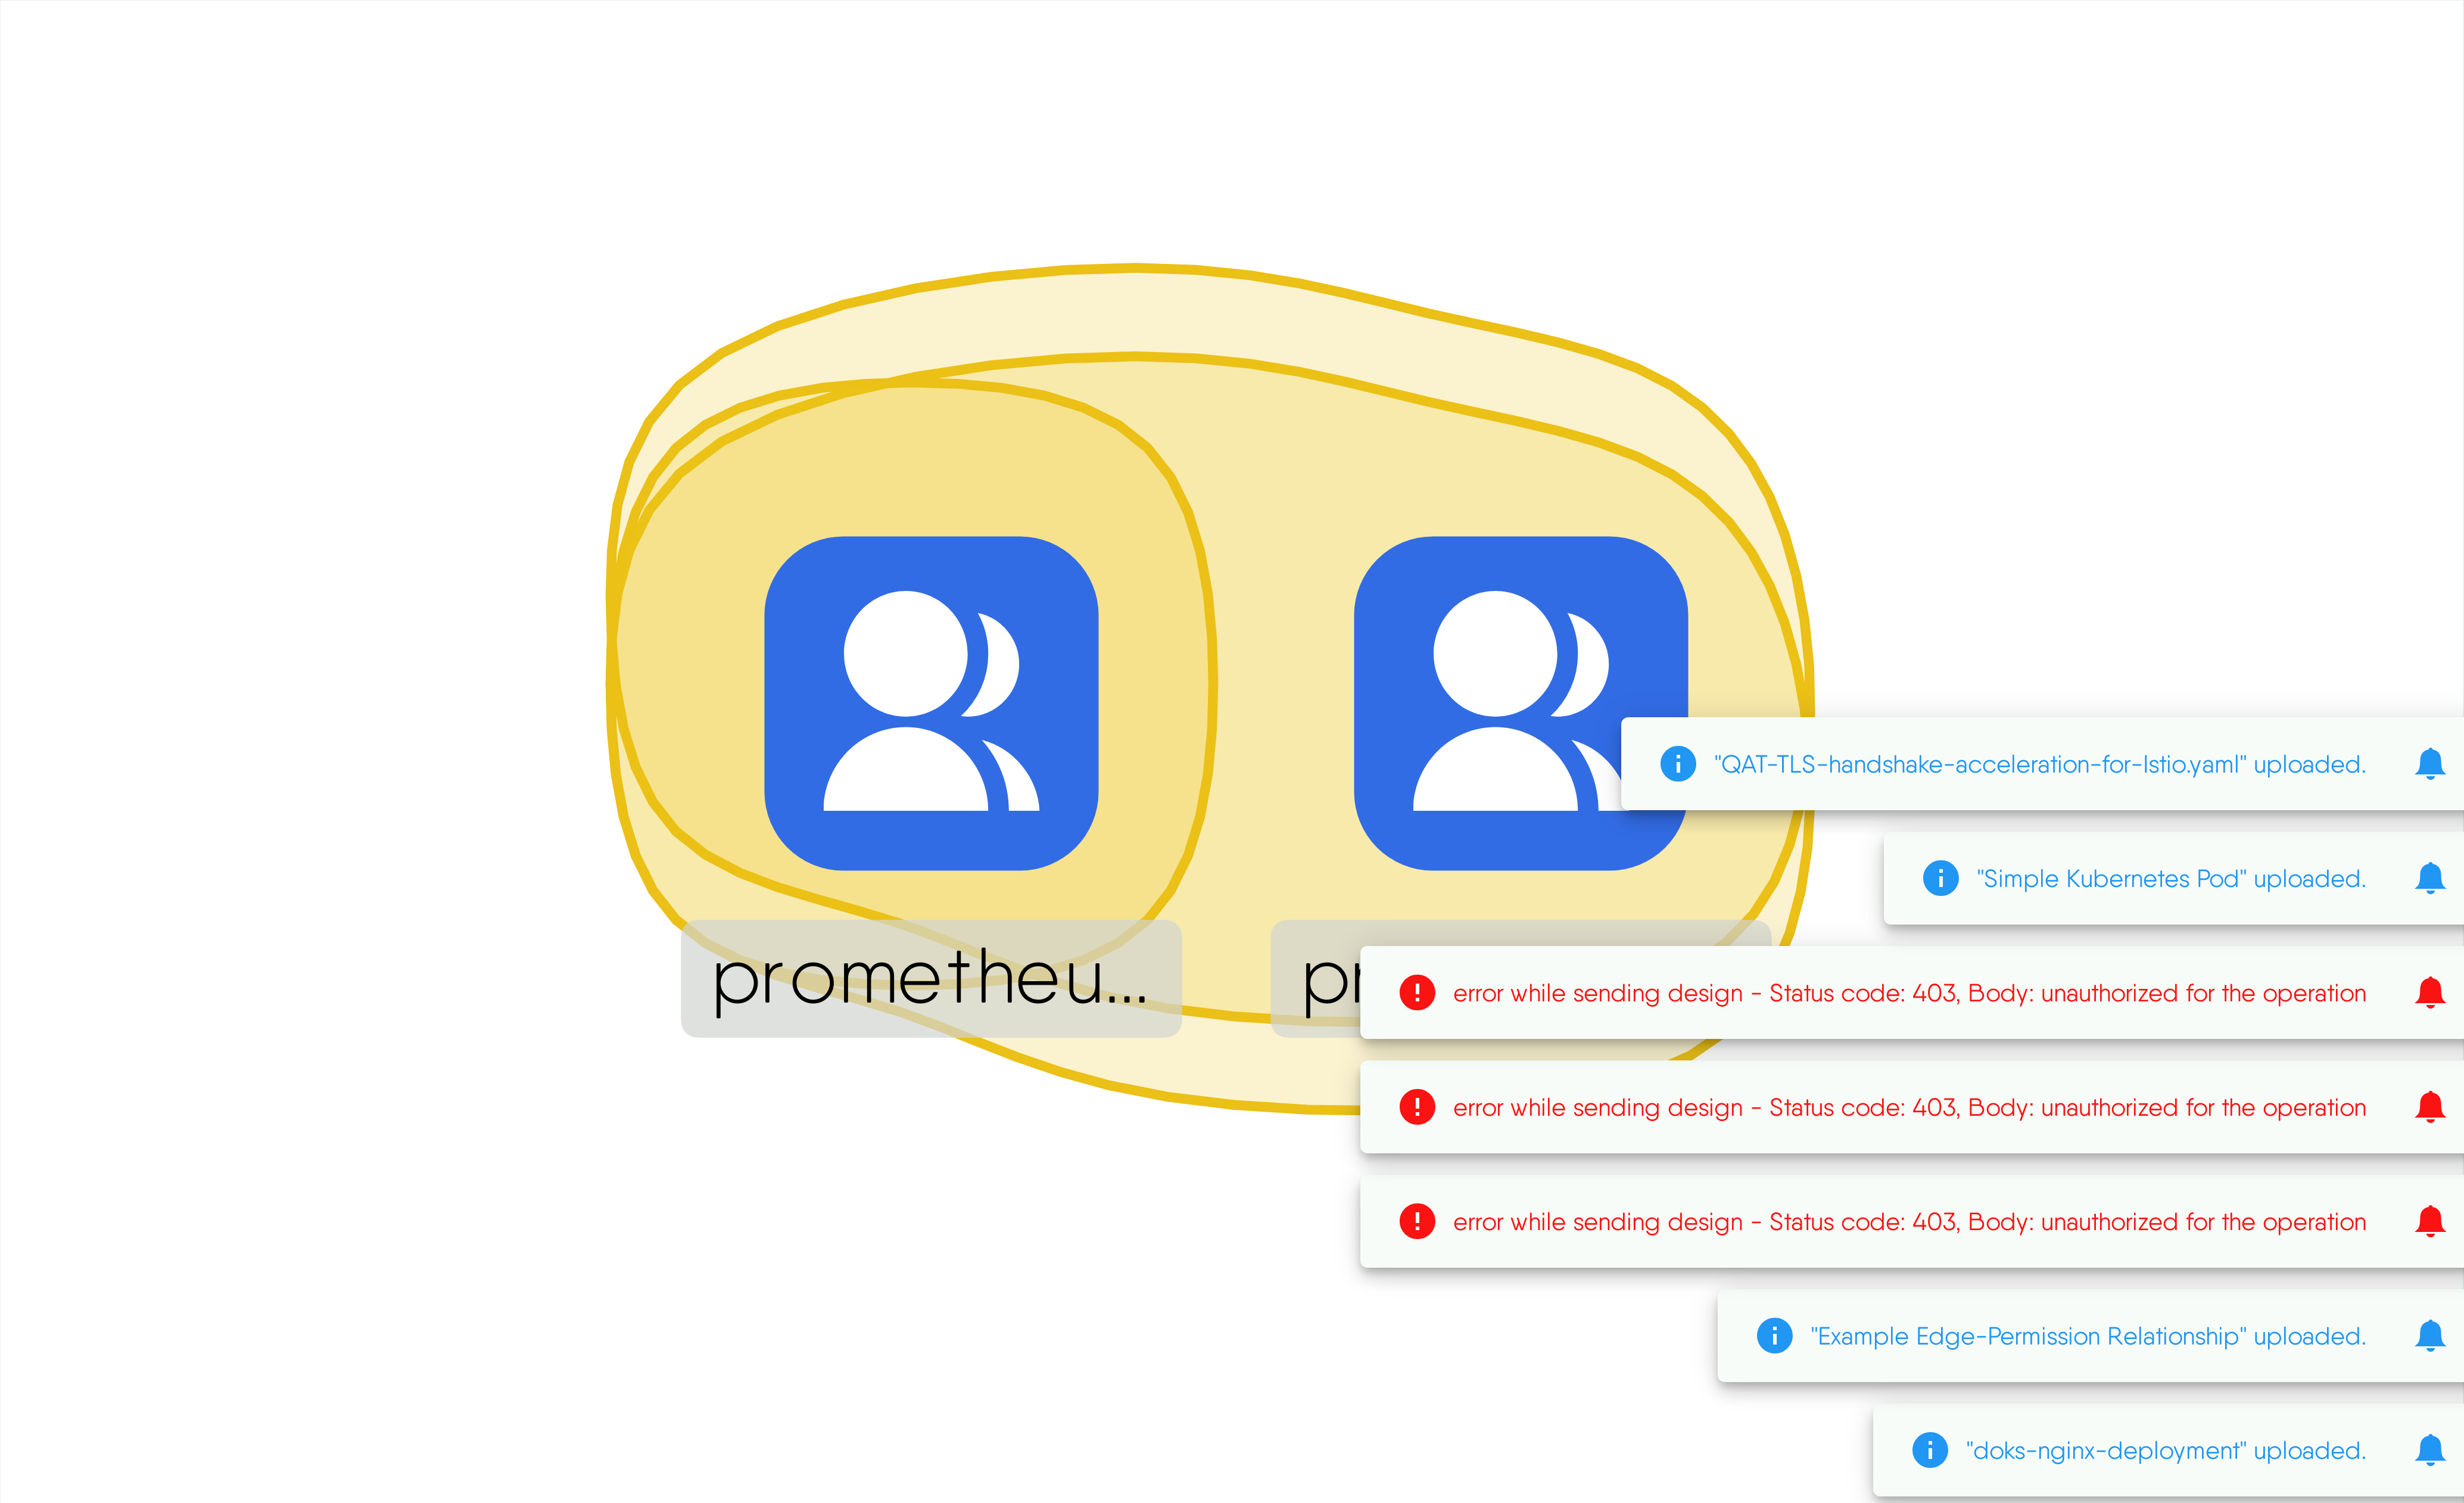 "QAT-TLS-handshake-acceleration-for-Istio.yaml" uploaded.
"Simple Kubernetes Pod" uploaded.
prometheu...
error while sending design - Status code: 403, Body: unauthorized for the operation
error while sending design - Status code: 403, Body: unauthorized for the operation
error while sending design - Status code: 403, Body: unauthorized for the operation
"Example Edge-Permission Relationship" uploaded.
"doks-nginx-deployment" uploaded.